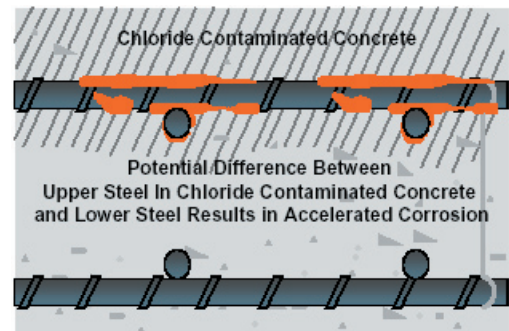 Chloride Contaminated Concrete
Potential Difference Between
Upper Steel In Chloride Contaminated Concrete
and Lower Steel Results in Accelerated Corrosion